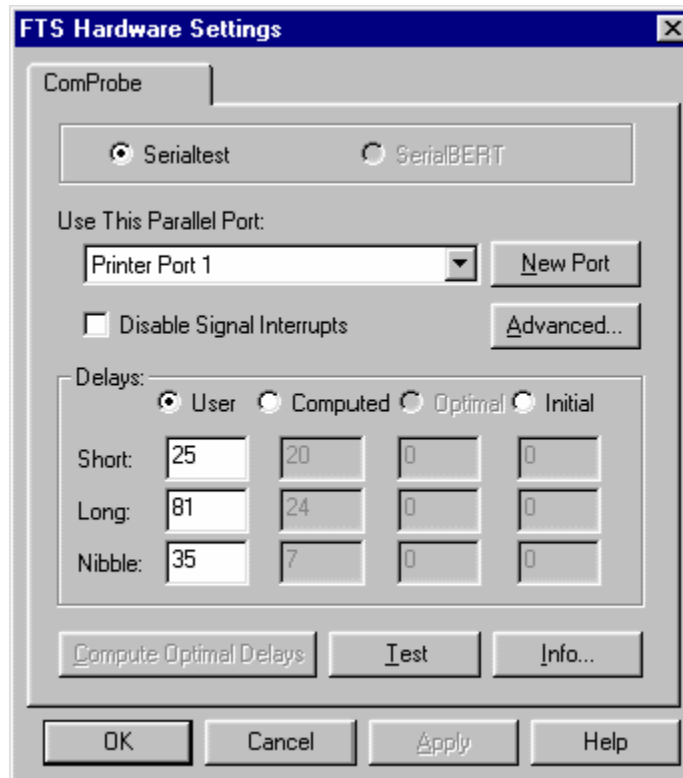 FTS Hardware Settings
ComProbe
Serialtest SerialBERT
Use This Parallel Port:
Printer Port 1 New Port
Disable Signal Interrupts Advanced...
Delays:
User Computed Optimal Initial
Short: 25 20 0 0
Long: 81 24 0 0
Nibble: 35 7 0 0
Compute Optimal Delays Test Info...
OK Cancel Apply Help